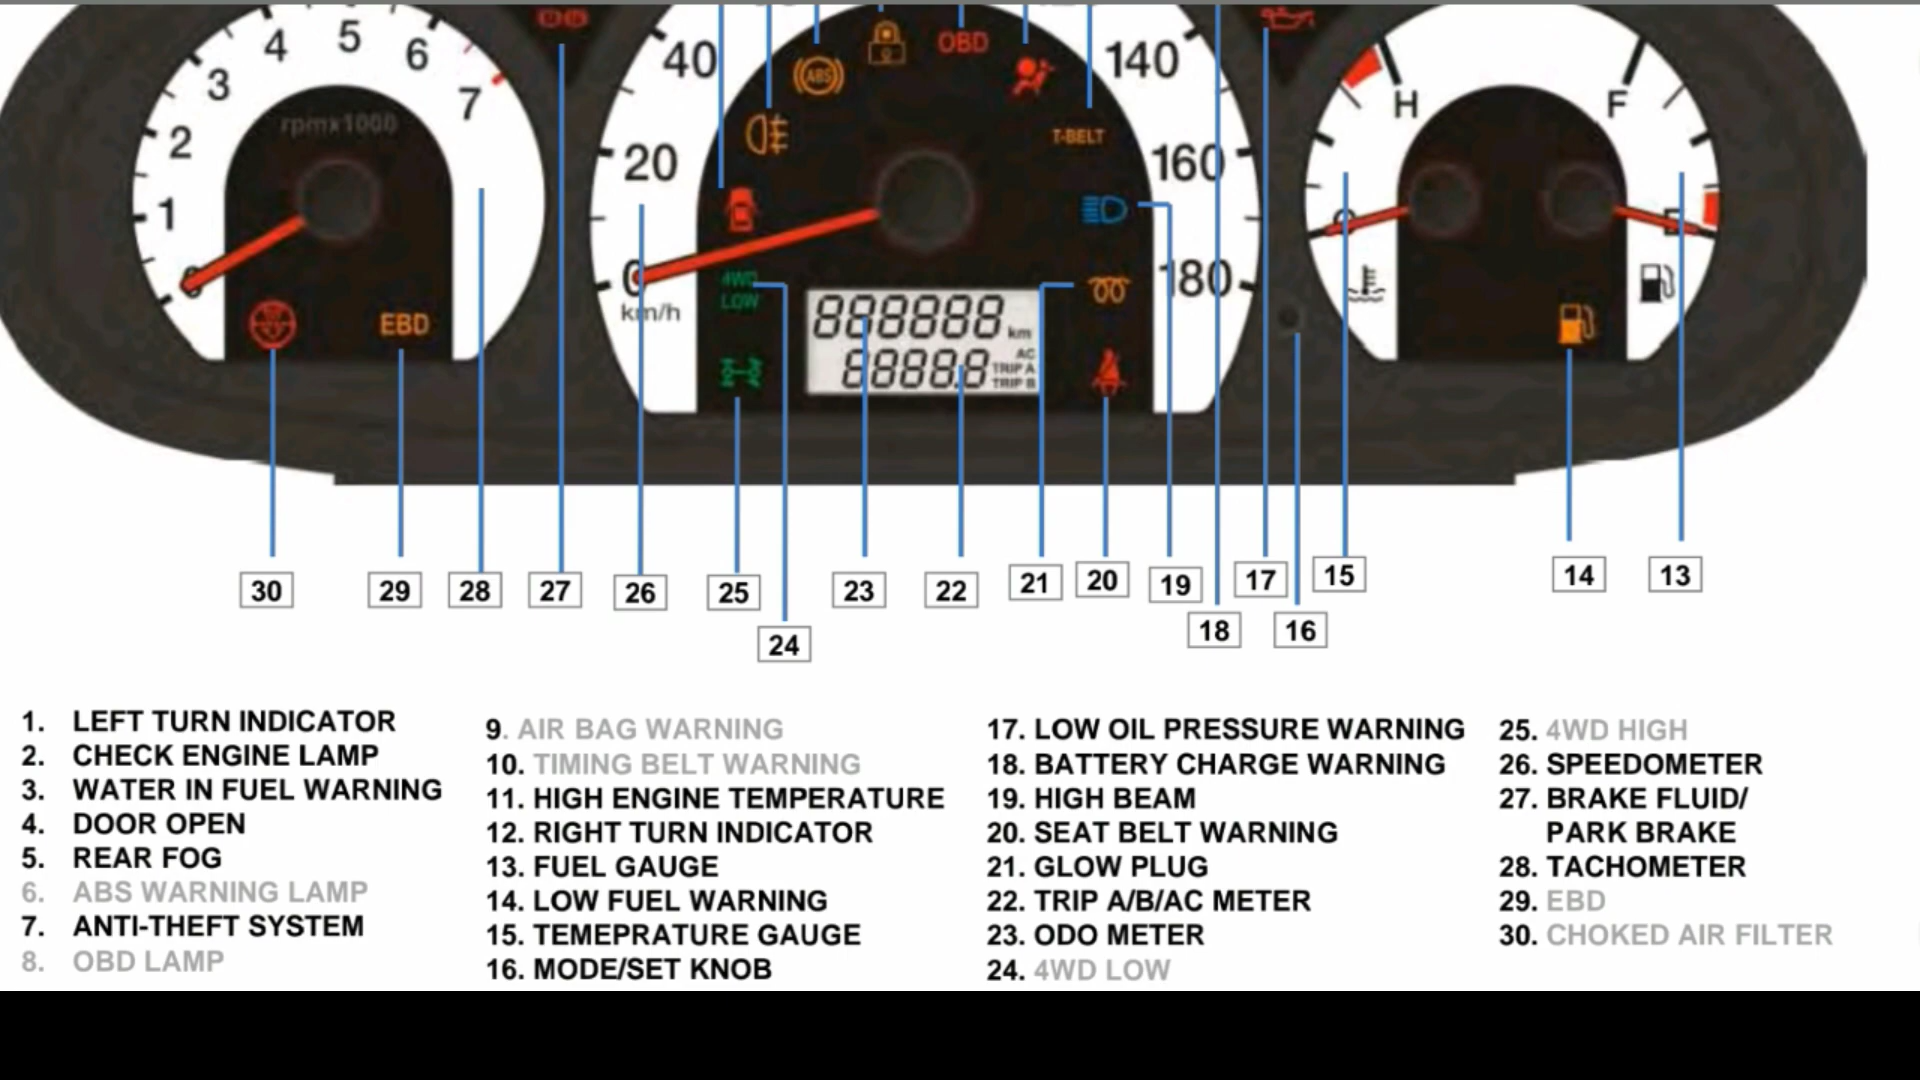 4 5 6
3 7
2
1
0
rpmx1000
EBD
40 140
20 160
0 180
km/h
ABS
OBD
T-BELT
4WD
LOW
888888 km
8888.8 AC
TRIP A
TRIP B
H F
C E
30 29 28 27 26 25 23 22 21 20 19 17 15 14 13
24 18 16
1. LEFT TURN INDICATOR
2. CHECK ENGINE LAMP
3. WATER IN FUEL WARNING
4. DOOR OPEN
5. REAR FOG
6. ABS WARNING LAMP
7. ANTI-THEFT SYSTEM
8. OBD LAMP
9. AIR BAG WARNING
10. TIMING BELT WARNING
11. HIGH ENGINE TEMPERATURE
12. RIGHT TURN INDICATOR
13. FUEL GAUGE
14. LOW FUEL WARNING
15. TEMEPRATURE GAUGE
16. MODE/SET KNOB
17. LOW OIL PRESSURE WARNING
18. BATTERY CHARGE WARNING
19. HIGH BEAM
20. SEAT BELT WARNING
21. GLOW PLUG
22. TRIP A/B/AC METER
23. ODO METER
24. 4WD LOW
25. 4WD HIGH
26. SPEEDOMETER
27. BRAKE FLUID/
PARK BRAKE
28. TACHOMETER
29. EBD
30. CHOKED AIR FILTER